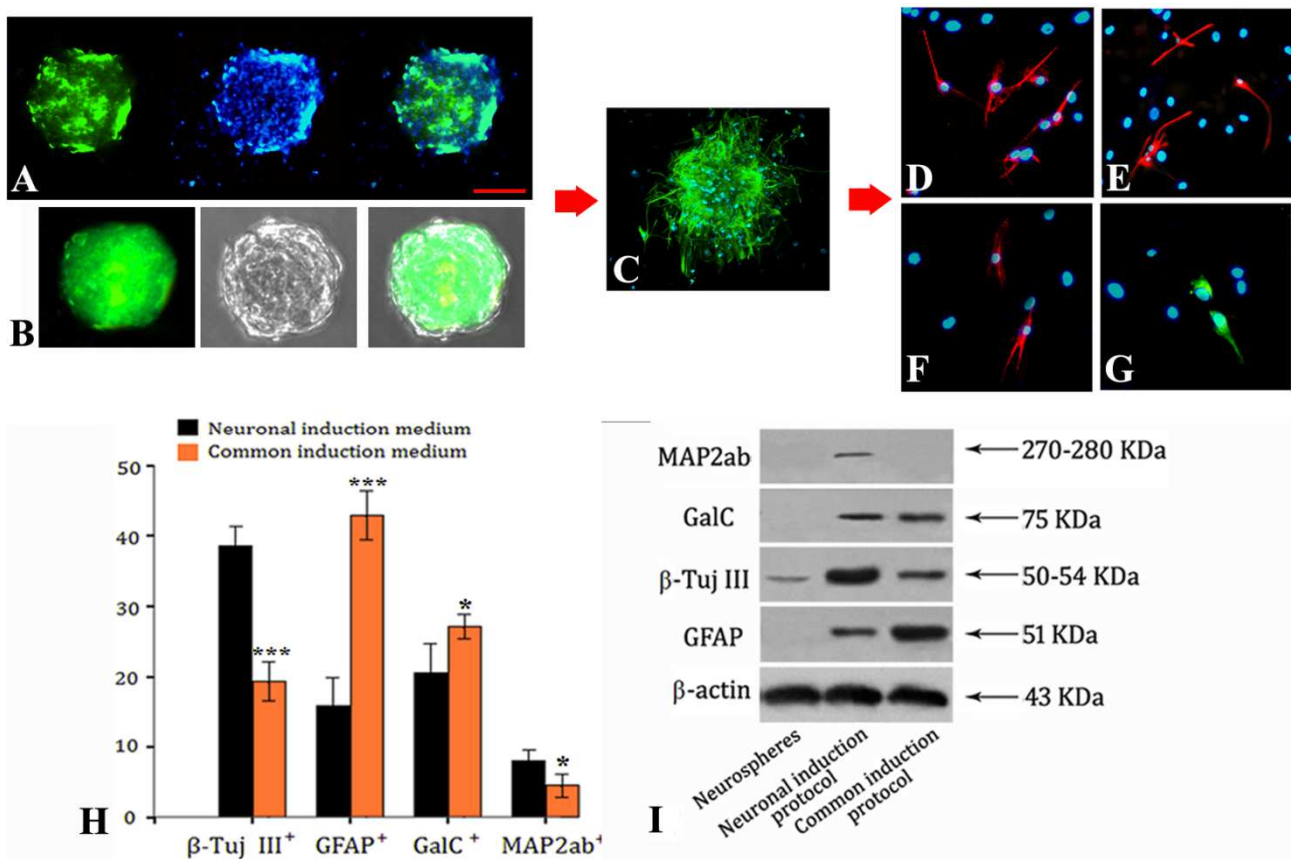 A
B
C
D
E
F
G
Neuronal induction medium
Common induction medium
50
40
30
20
10
0
***
***
*
*
β-Tuj III+
GFAP+
GalC +
MAP2ab+
H
MAP2ab
270-280 KDa
GalC
75 KDa
β-Tuj III
50-54 KDa
GFAP
51 KDa
β-actin
43 KDa
Neurospheres
Neuronal induction
protocol
Common induction
protocol
I